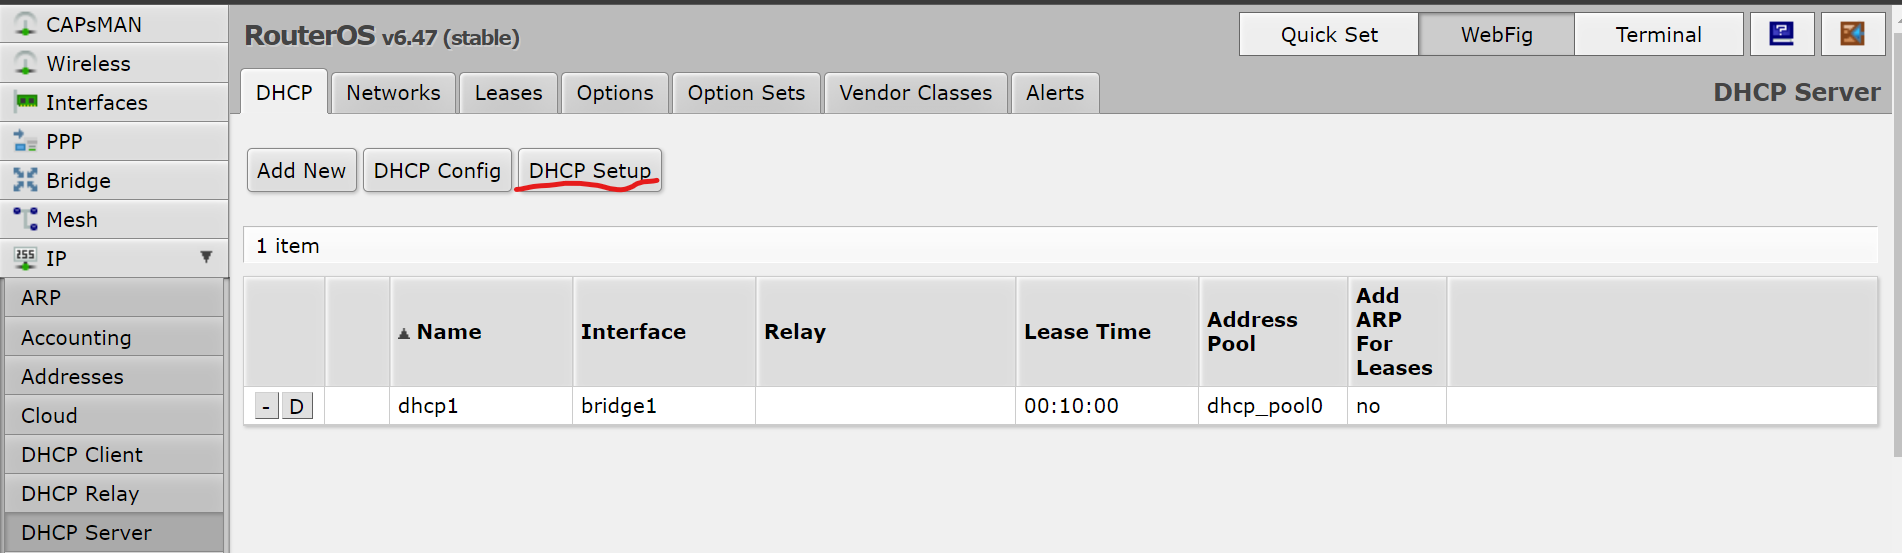 CAPsMAN
Wireless
Interfaces
PPP
Bridge
Mesh
255
IP
ARP
Accounting
Addresses
Cloud
DHCP Client
DHCP Relay
DHCP Server
RouterOS v6.47 (stable)
Quick Set WebFig Terminal
DHCP Networks Leases Options Option Sets Vendor Classes Alerts
DHCP Server
Add New DHCP Config DHCP Setup
1 item
Name Interface Relay Lease Time Address Pool Add ARP For Leases
- D dhcp1 bridge1 00:10:00 dhcp_pool0 no